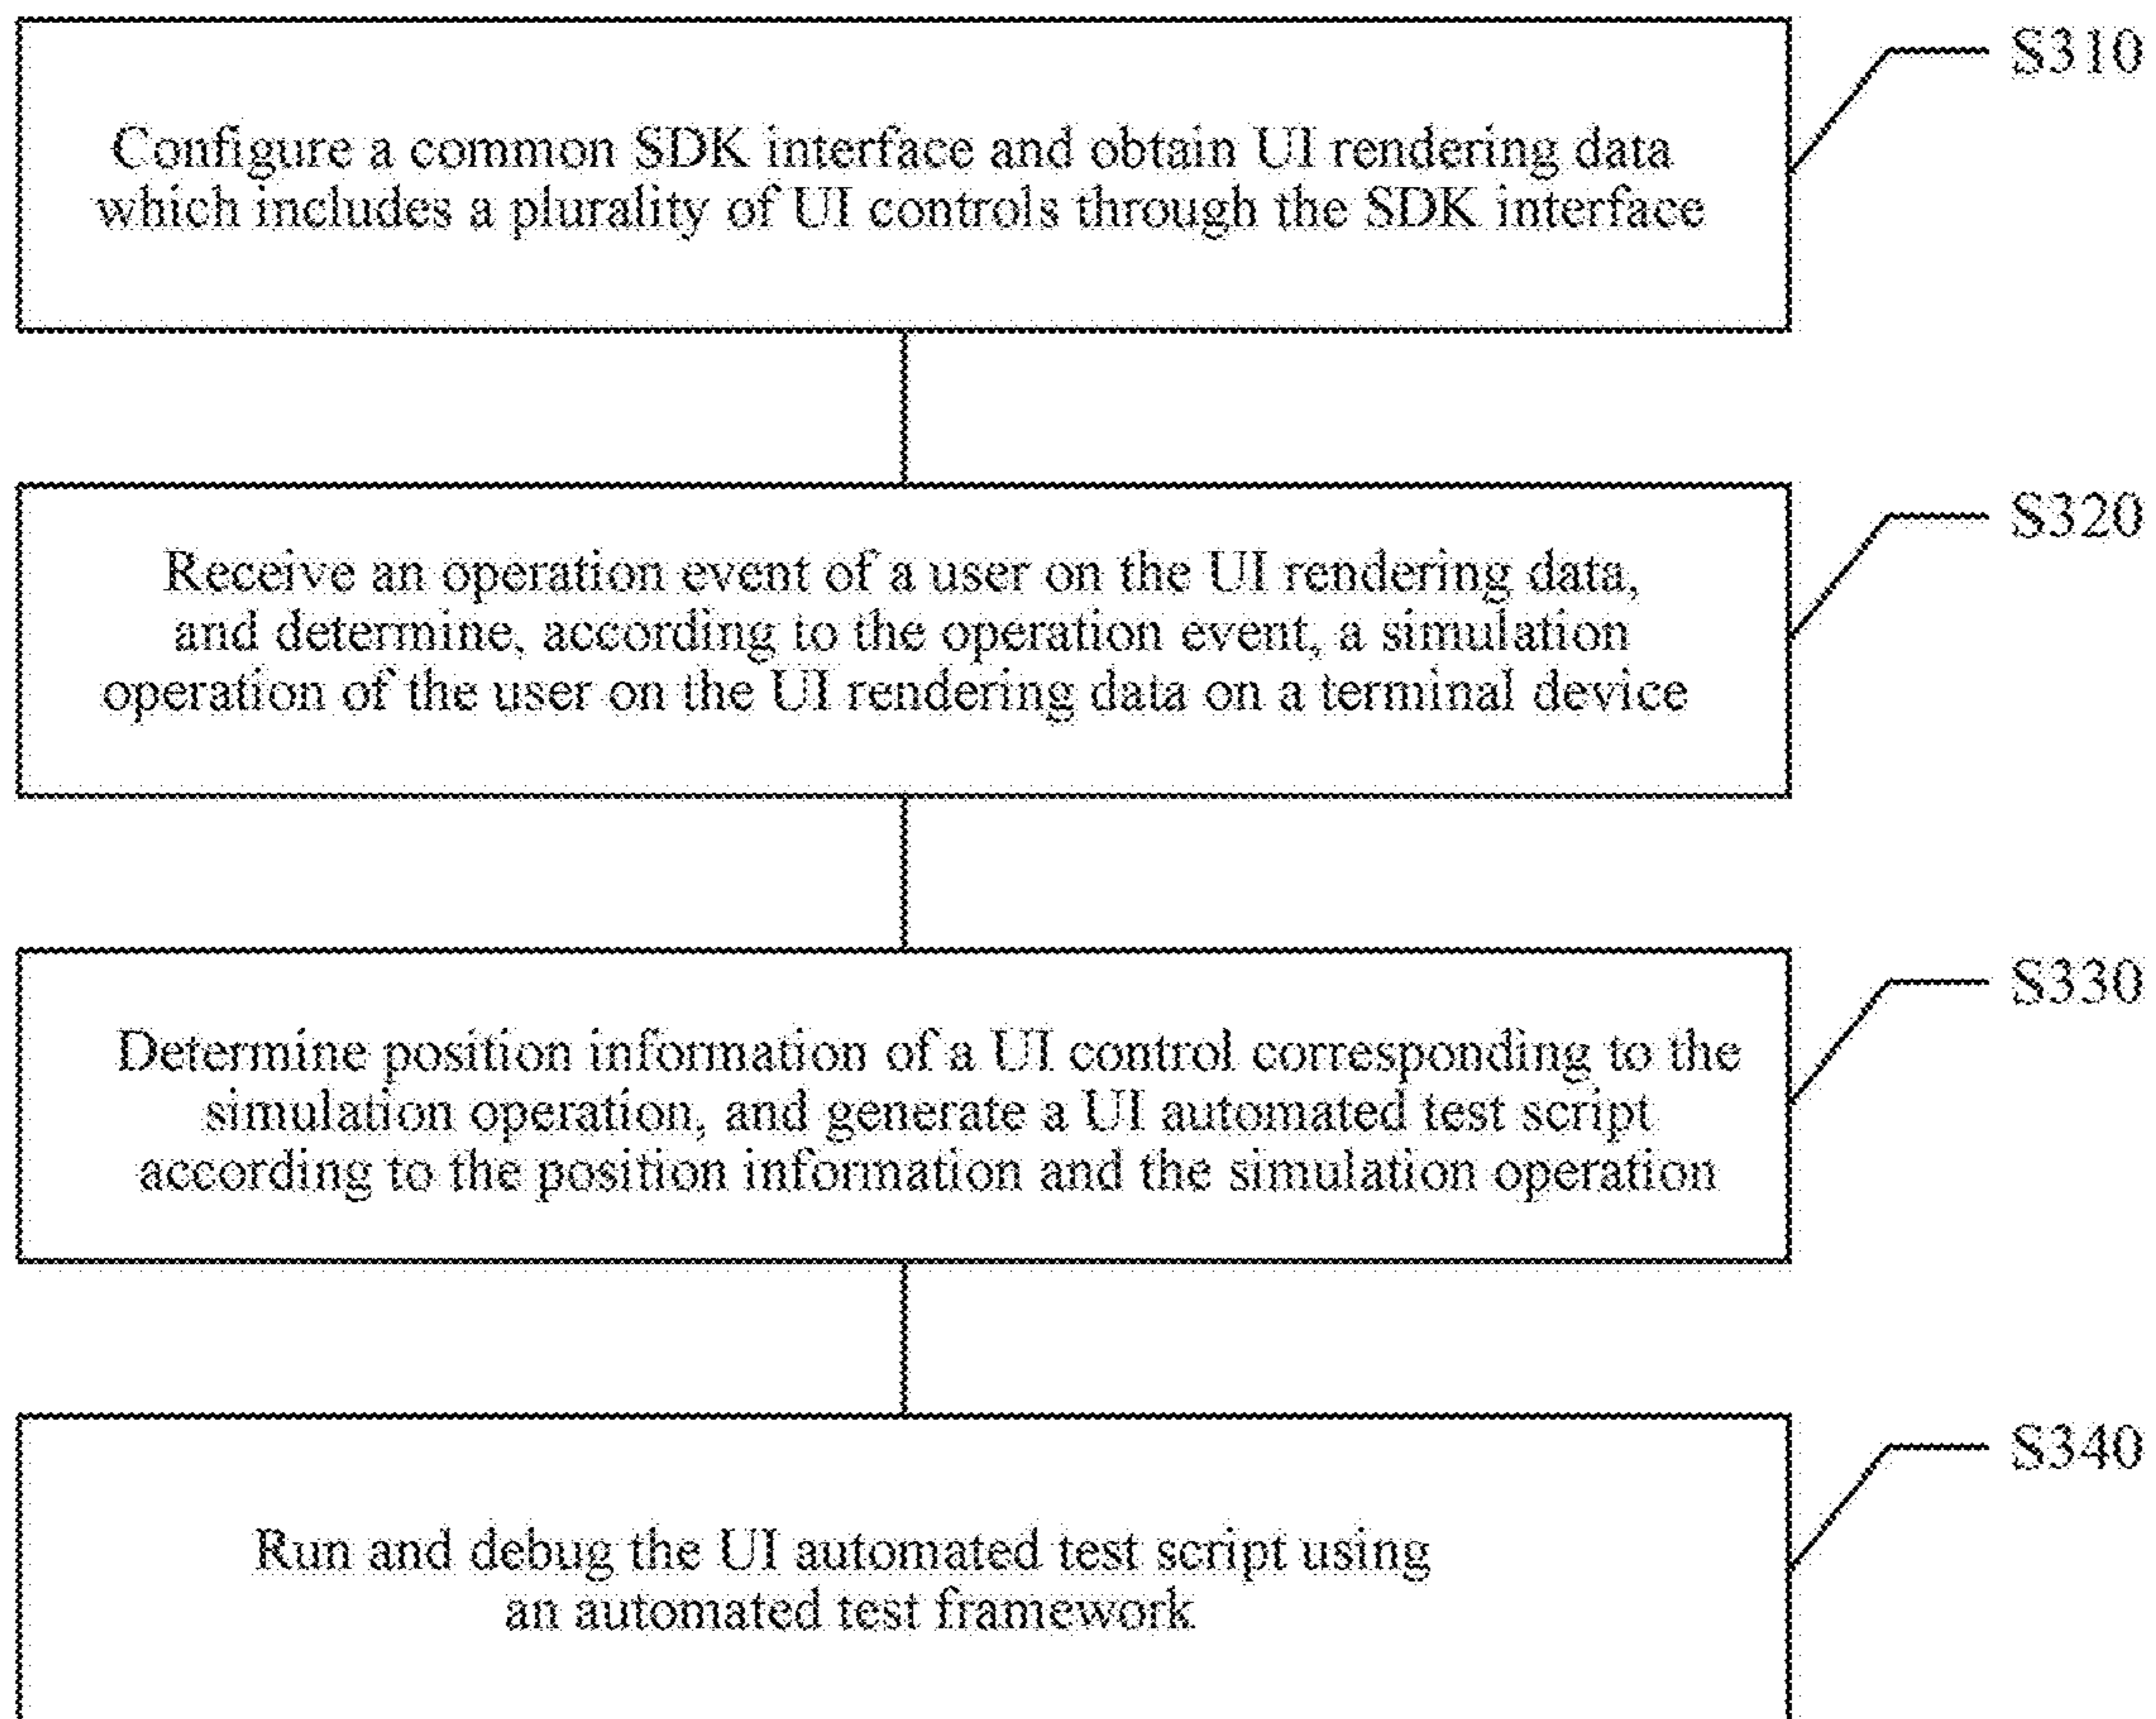 S310
Configure a common SDK interface and obtain UI rendering data
which includes a plurality of UI controls through the SDK interface
S320
Receive an operation event of a user on the UI rendering data,
and determine, according to the operation event, a simulation
operation of the user on the UI rendering data on a terminal device
S330
Determine position information of a UI control corresponding to the
simulation operation, and generate a UI automated test script
according to the position information and the simulation operation
S340
Run and debug the UI automated test script using
an automated test framework